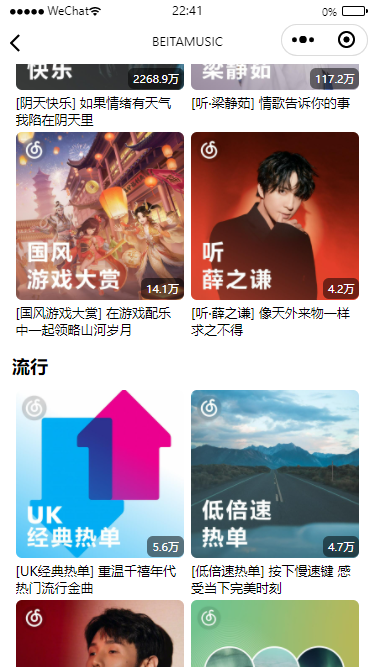 WeChat
22:41
0%
BEITAMUSIC
快乐
2268.9万
梁静茹
117.2万
[阴天快乐] 如果情绪有天气
我陷在阴天里
[听·梁静茹] 情歌告诉你的事
国风
游戏大赏
14.1万
听
薛之谦
4.2万
[国风游戏大赏] 在游戏配乐
中一起领略山河岁月
[听·薛之谦] 像天外来物一样
求之不得
流行
UK
经典热单
5.6万
低倍速
热单
4.7万
[UK经典热单] 重温千禧年代
热门流行金曲
[低倍速热单] 按下慢速键 感
受当下完美时刻